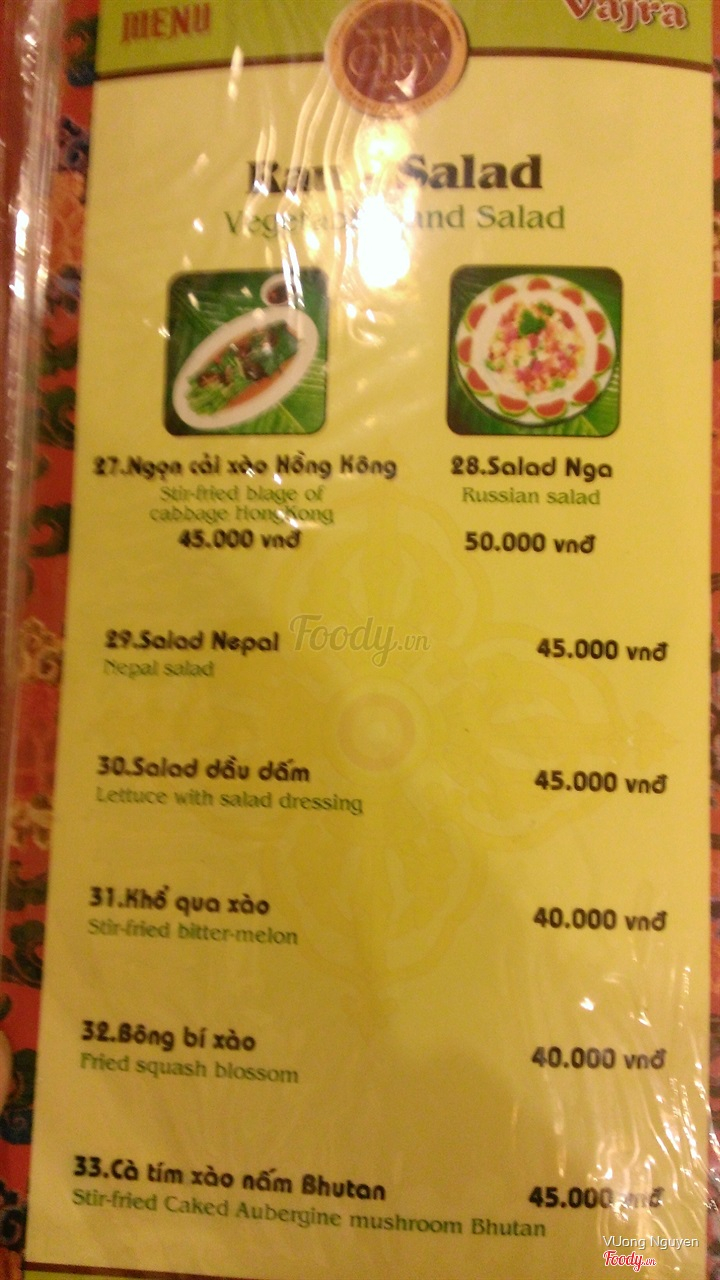 MENU
Vajra
Rau - Salad
Vegetables and Salad
27.Ngọn cải xào Hồng Kông
Stir-fried blage of
cabbage HongKong
45.000 vnđ
28.Salad Nga
Russian salad
50.000 vnđ
29.Salad Nepal
Nepal salad
45.000 vnđ
Foody.vn
30.Salad dầu dấm
Lettuce with salad dressing
45.000 vnđ
31.Khổ qua xào
Stir-fried bitter-melon
40.000 vnđ
32.Bông bí xào
Fried squash blossom
40.000 vnđ
33.Cà tím xào nấm Bhutan
Stir-fried Caked Aubergine mushroom Bhutan
45.000 vnđ
VUong Nguyen
Foody.vn